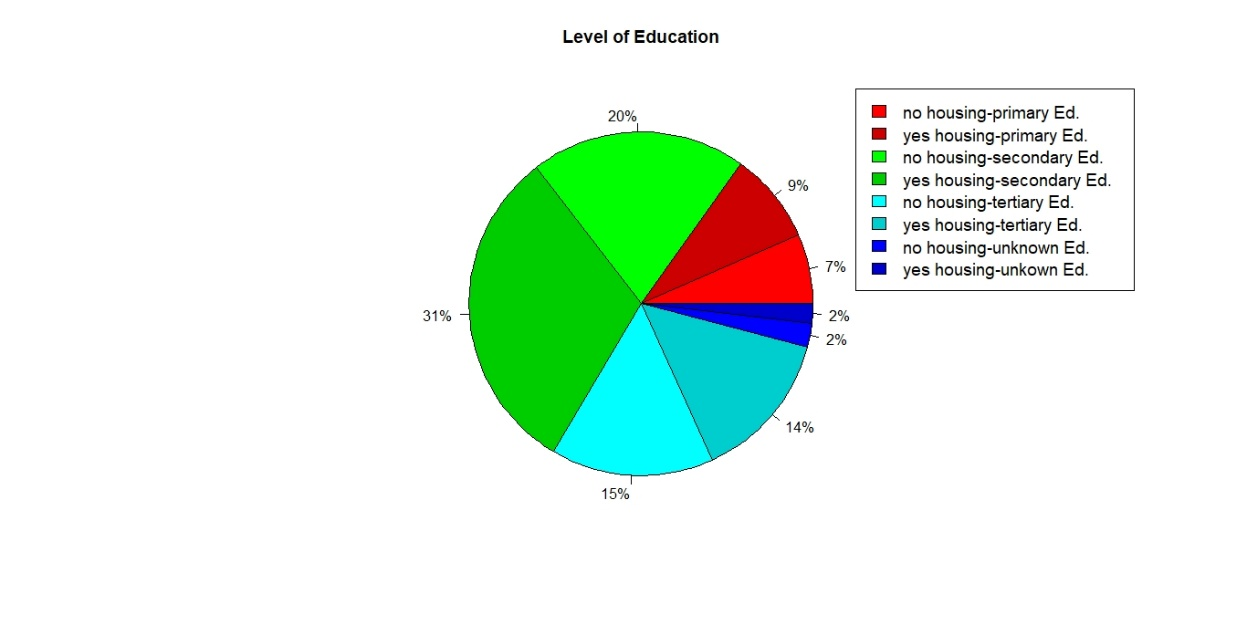 Level of Education
no housing-primary Ed.
yes housing-primary Ed.
no housing-secondary Ed.
yes housing-secondary Ed.
no housing-tertiary Ed.
yes housing-tertiary Ed.
no housing-unknown Ed.
yes housing-unkown Ed.
20%
9%
7%
31%
2%
2%
14%
15%